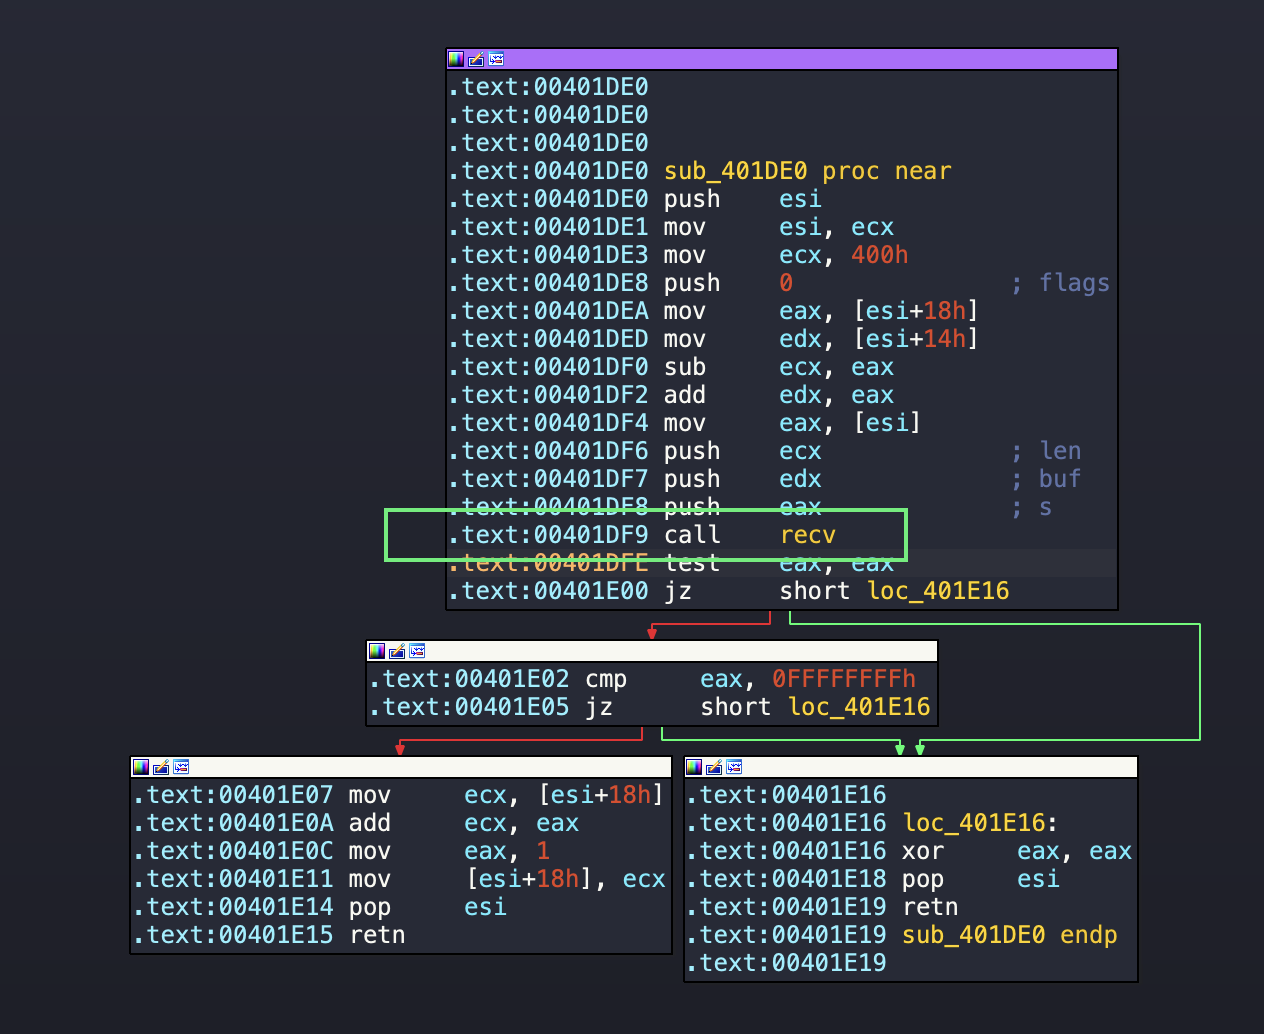 .text:00401DE0
.text:00401DE0
.text:00401DE0
.text:00401DE0 sub_401DE0 proc near
.text:00401DE0 push esi
.text:00401DE1 mov esi, ecx
.text:00401DE3 mov ecx, 400h
.text:00401DE8 push 0 ; flags
.text:00401DEA mov eax, [esi+18h]
.text:00401DED mov edx, [esi+14h]
.text:00401DF0 sub ecx, eax
.text:00401DF2 add edx, eax
.text:00401DF4 mov eax, [esi]
.text:00401DF6 push ecx ; len
.text:00401DF7 push edx ; buf
.text:00401DF8 push eax ; s
.text:00401DF9 call recv
.text:00401DFE test eax, eax
.text:00401E00 jz short loc_401E16
.text:00401E02 cmp eax, 0FFFFFFFFh
.text:00401E05 jz short loc_401E16
.text:00401E07 mov ecx, [esi+18h]
.text:00401E0A add ecx, eax
.text:00401E0C mov eax, 1
.text:00401E11 mov [esi+18h], ecx
.text:00401E14 pop esi
.text:00401E15 retn
.text:00401E16
.text:00401E16 loc_401E16:
.text:00401E16 xor eax, eax
.text:00401E18 pop esi
.text:00401E19 retn
.text:00401E19 sub_401DE0 endp
.text:00401E19